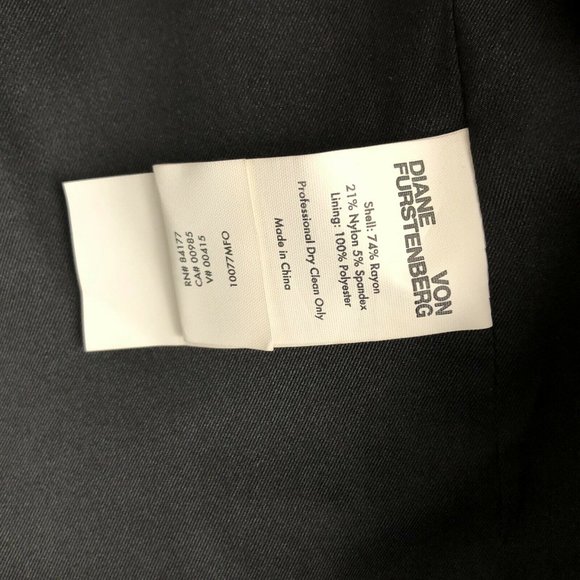 DIANE VON
FURSTENBERG
Shell: 74% Rayon
21% Nylon 5% Spandex
Lining: 100% Polyester
Professional Dry Clean Only
Made in China
RN# 84177
CA# 00985
V# 00415
10077MFO